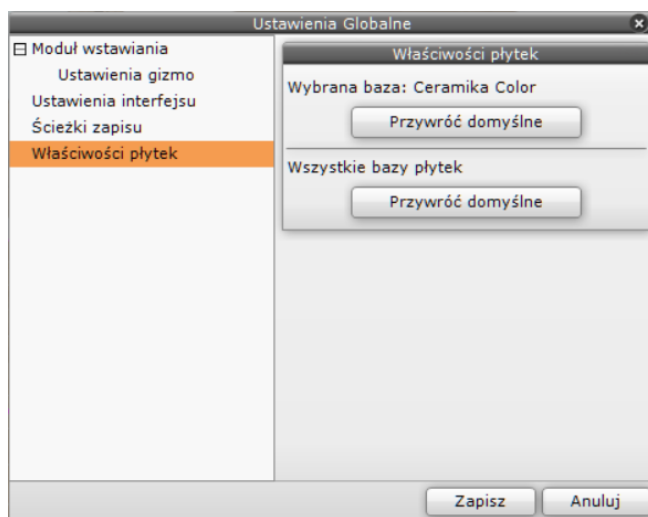 Ustawienia Globalne
Moduł wstawiania
Ustawienia gizmo
Ustawienia interfejsu
Ścieżki zapisu
Właściwości płytek
Właściwości płytek
Wybrana baza: Ceramika Color
Przywróć domyślne
Wszystkie bazy płytek
Przywróć domyślne
Zapisz
Anuluj